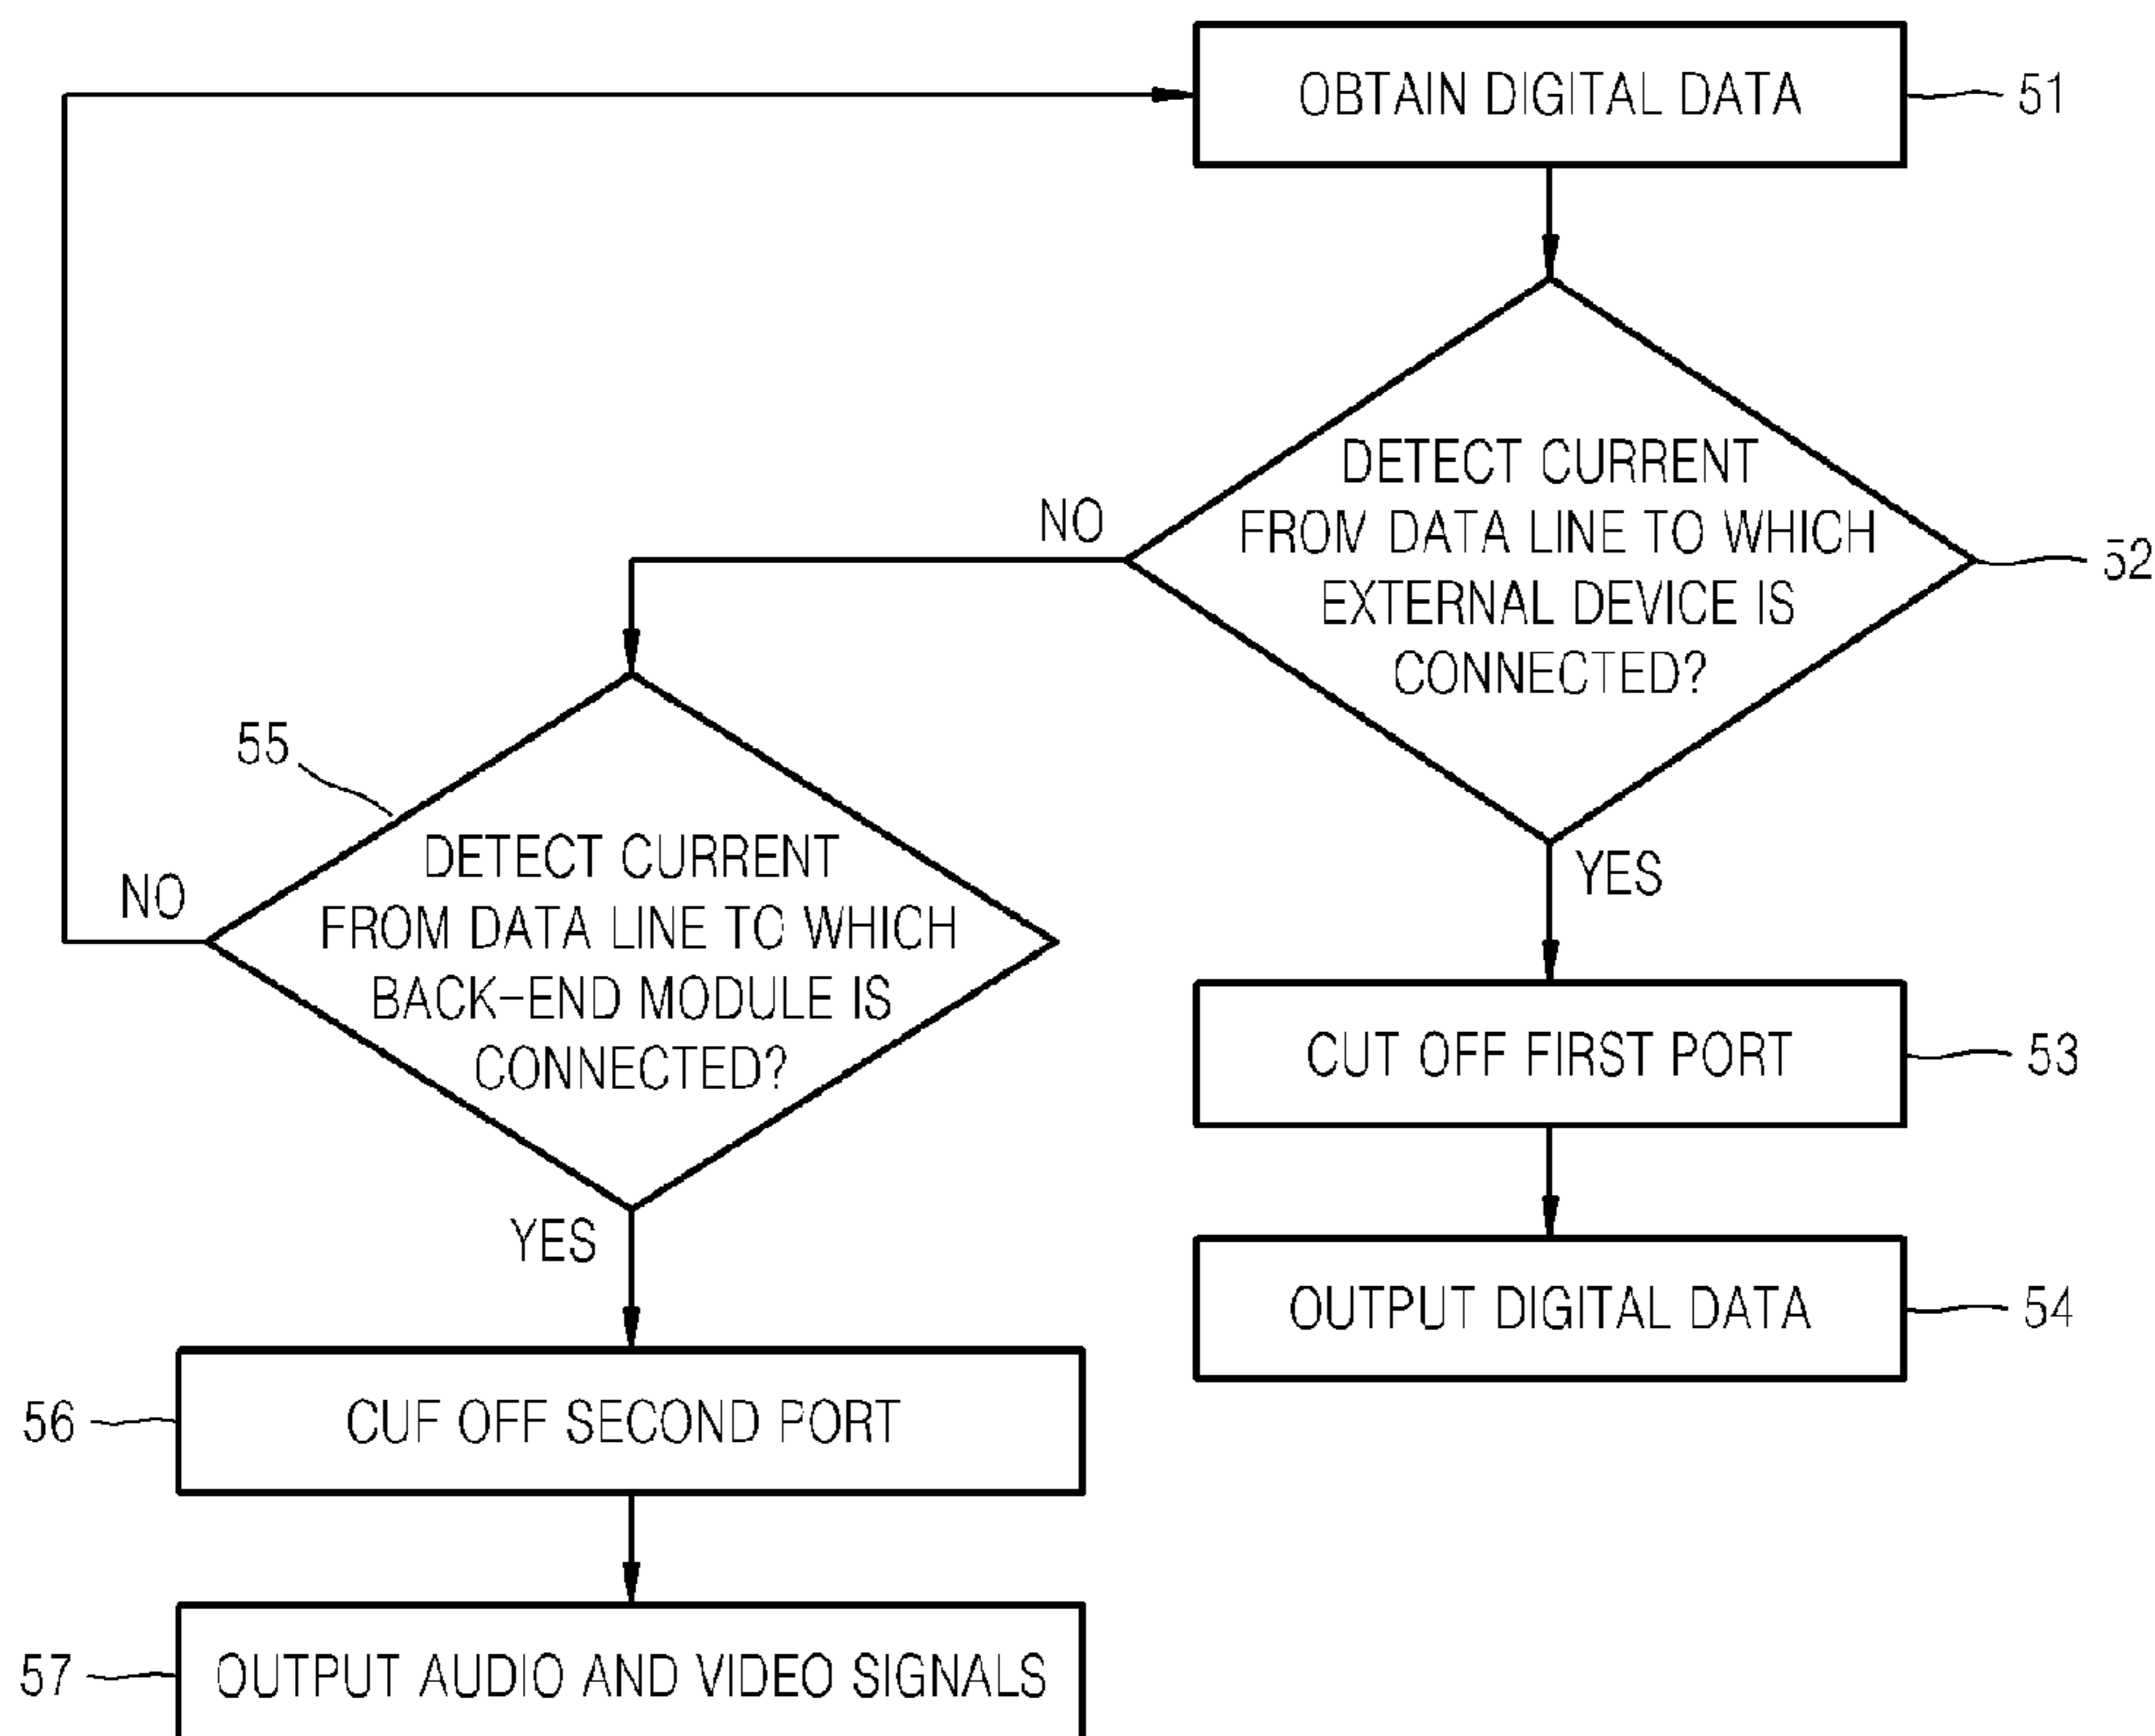 OBTAIN DIGITAL DATA
51
DETECT CURRENT
FROM DATA LINE TO WHICH
EXTERNAL DEVICE IS
CONNECTED?
52
NO
YES
CUT OFF FIRST PORT
53
OUTPUT DIGITAL DATA
54
55
DETECT CURRENT
FROM DATA LINE TO WHICH
BACK-END MODULE IS
CONNECTED?
NO
YES
CUF OFF SECOND PORT
56
OUTPUT AUDIO AND VIDEO SIGNALS
57